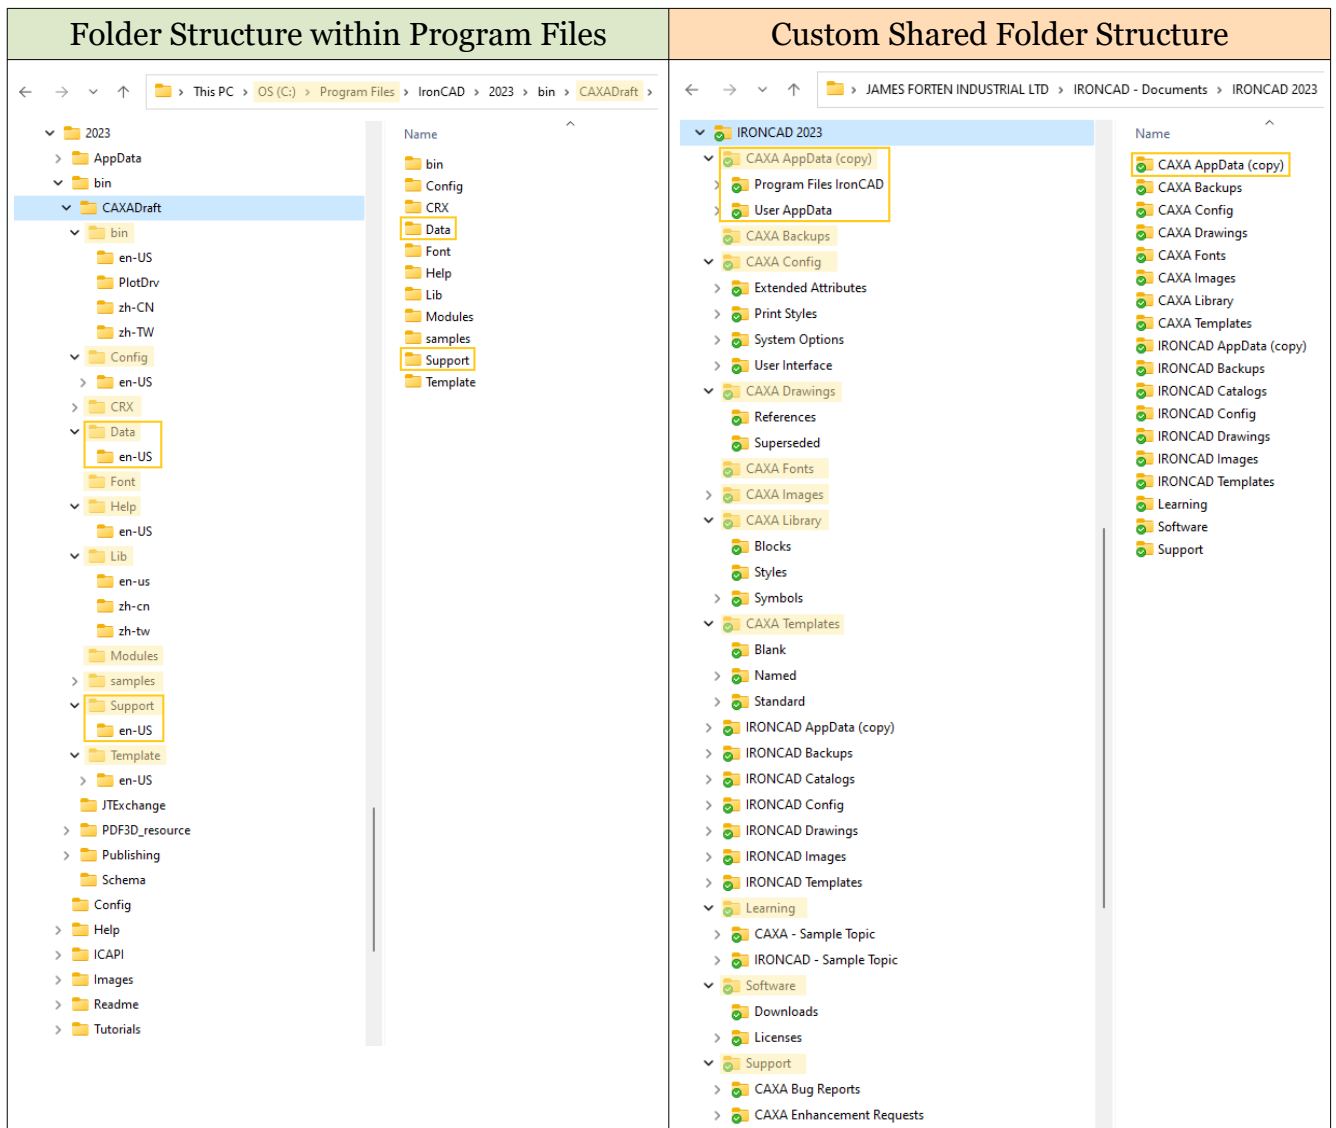 Folder Structure within Program Files
This PC > OS (C:) > Program Files > IronCAD > 2023 > bin > CAXADraft >
2023
AppData
bin
CAXADraft
bin
en-US
PlotDrv
zh-CN
zh-TW
Config
en-US
CRX
Data
en-US
Font
Help
en-US
Lib
en-us
zh-cn
zh-tw
Modules
samples
Support
en-US
Template
en-US
JTExchange
PDF3D_resource
Publishing
Schema
Config
Help
ICAPI
Images
Readme
Tutorials
Name
bin
Config
CRX
Data
Font
Help
Lib
Modules
samples
Support
Template
Custom Shared Folder Structure
JAMES FORTEN INDUSTRIAL LTD > IRONCAD - Documents > IRONCAD 2023
IRONCAD 2023
CAXA AppData (copy)
Program Files IronCAD
User AppData
CAXA Backups
CAXA Config
Extended Attributes
Print Styles
System Options
User Interface
CAXA Drawings
References
Superseded
CAXA Fonts
CAXA Images
CAXA Library
Blocks
Styles
Symbols
CAXA Templates
Blank
Named
Standard
IRONCAD AppData (copy)
IRONCAD Backups
IRONCAD Catalogs
IRONCAD Config
IRONCAD Drawings
IRONCAD Images
IRONCAD Templates
Learning
CAXA - Sample Topic
IRONCAD - Sample Topic
Software
Downloads
Licenses
Support
CAXA Bug Reports
CAXA Enhancement Requests
Name
CAXA AppData (copy)
CAXA Backups
CAXA Config
CAXA Drawings
CAXA Fonts
CAXA Images
CAXA Library
CAXA Templates
IRONCAD AppData (copy)
IRONCAD Backups
IRONCAD Catalogs
IRONCAD Config
IRONCAD Drawings
IRONCAD Images
IRONCAD Templates
Learning
Software
Support